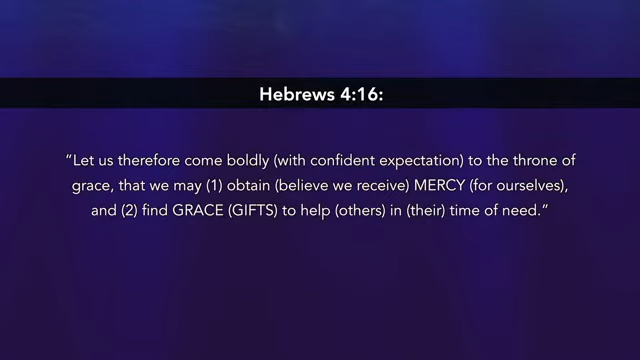 Hebrews 4:16:
“Let us therefore come boldly (with confident expectation) to the throne of
grace, that we may (1) obtain (believe we receive) MERCY (for ourselves),
and (2) find GRACE (GIFTS) to help (others) in (their) time of need.”